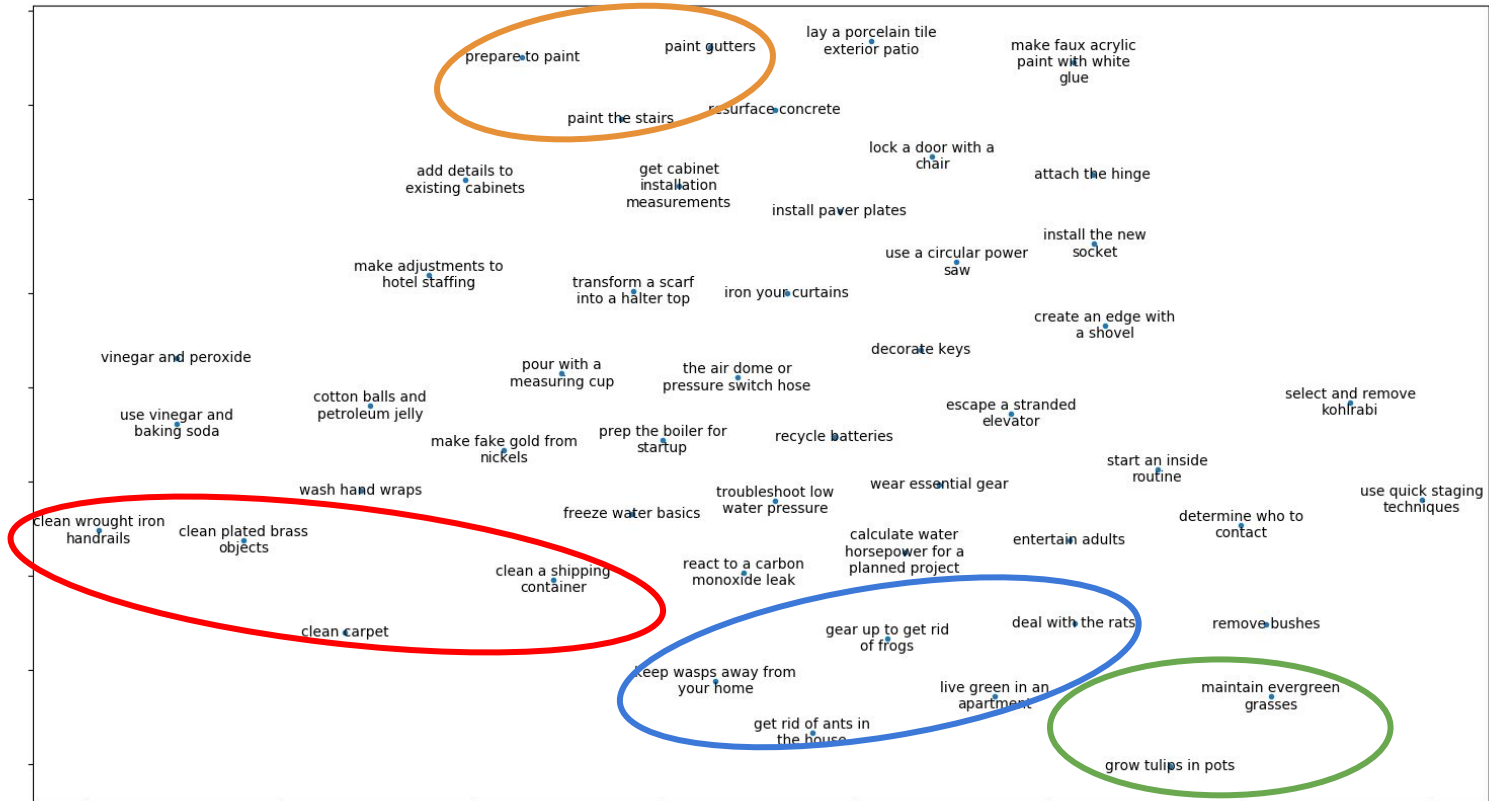 prepare to paint
paint gutters
lay a porcelain tile
exterior patio
make faux acrylic
paint with white
glue
paint the stairs
resurface concrete
lock a door with a
chair
attach the hinge
add details to
existing cabinets
get cabinet
installation
measurements
install paver plates
install the new
socket
use a circular power
saw
make adjustments to
hotel staffing
transform a scarf
into a halter top
iron your curtains
create an edge with
a shovel
vinegar and peroxide
decorate keys
pour with a
measuring cup
the air dome or
pressure switch hose
select and remove
kohlrabi
cotton balls and
petroleum jelly
use vinegar and
baking soda
escape a stranded
elevator
make fake gold from
nickels
prep the boiler for
startup
recycle batteries
start an inside
routine
wash hand wraps
wear essential gear
use quick staging
techniques
troubleshoot low
water pressure
freeze water basics
clean wrought iron
handrails
clean plated brass
objects
determine who to
contact
calculate water
horsepower for a
planned project
entertain adults
clean a shipping
container
react to a carbon
monoxide leak
clean carpet
gear up to get rid
of frogs
deal with the rats
remove bushes
keep wasps away from
your home
live green in an
apartment
maintain evergreen
grasses
get rid of ants in
the house
grow tulips in pots